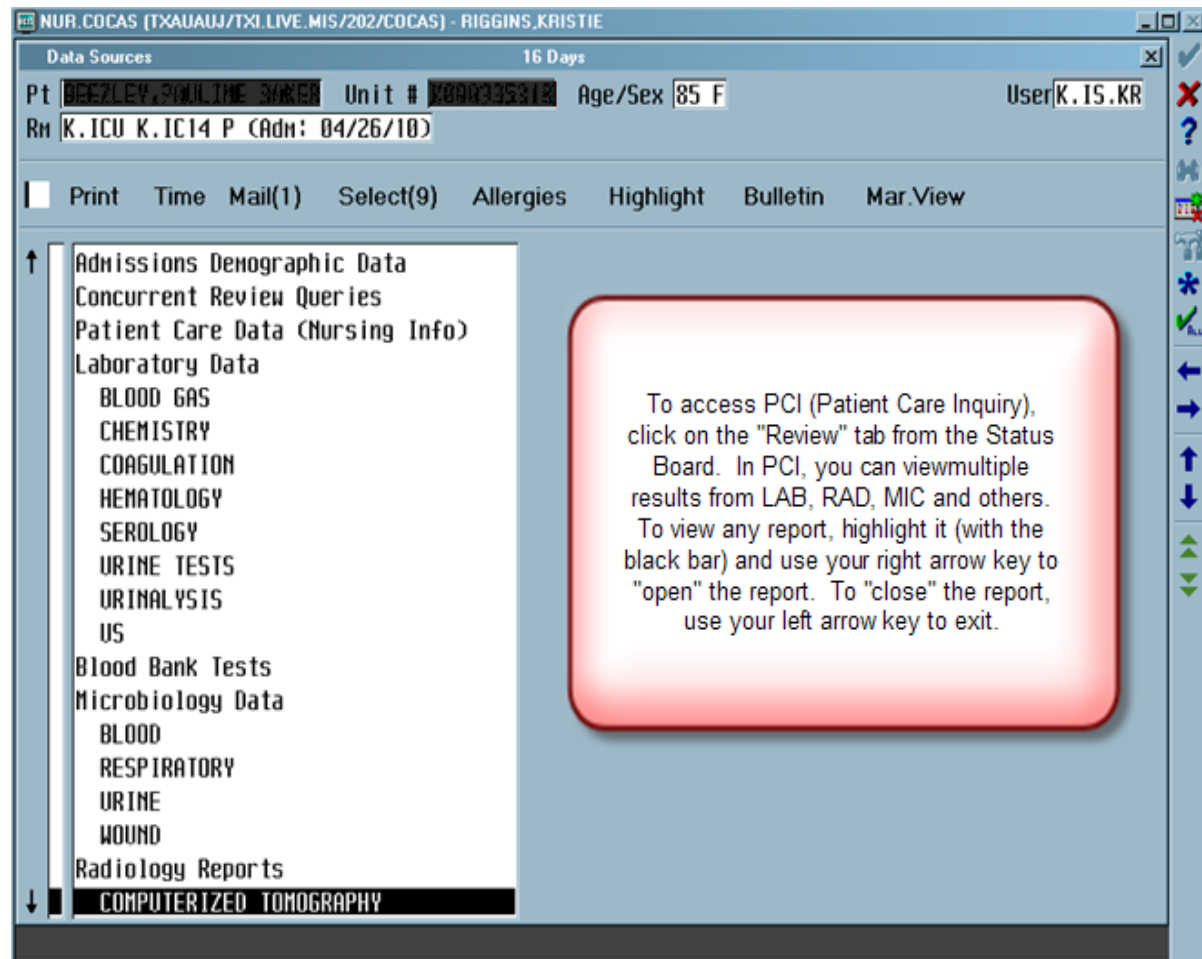 NUR.COCAS (TXAUAUJ/TXI.LIVE.MIS/202/COCAS) - RIGGINS,KRISTIE
Data Sources 16 Days
Pt Unit # Age/Sex 85 F User K.IS.KR
Rm K.ICU K.IC14 P (Adm: 04/26/10)
Print Time Mail(1) Select(9) Allergies Highlight Bulletin Mar.View
Admissions Demographic Data
Concurrent Review Queries
Patient Care Data (Nursing Info)
Laboratory Data
BLOOD GAS
CHEMISTRY
COAGULATION
HEMATOLOGY
SEROLOGY
URINE TESTS
URINALYSIS
US
Blood Bank Tests
Microbiology Data
BLOOD
RESPIRATORY
URINE
WOUND
Radiology Reports
COMPUTERIZED TOMOGRAPHY
To access PCI (Patient Care Inquiry),
click on the "Review" tab from the Status
Board. In PCI, you can viewmultiple
results from LAB, RAD, MIC and others.
To view any report, highlight it (with the
black bar) and use your right arrow key to
"open" the report. To "close" the report,
use your left arrow key to exit.